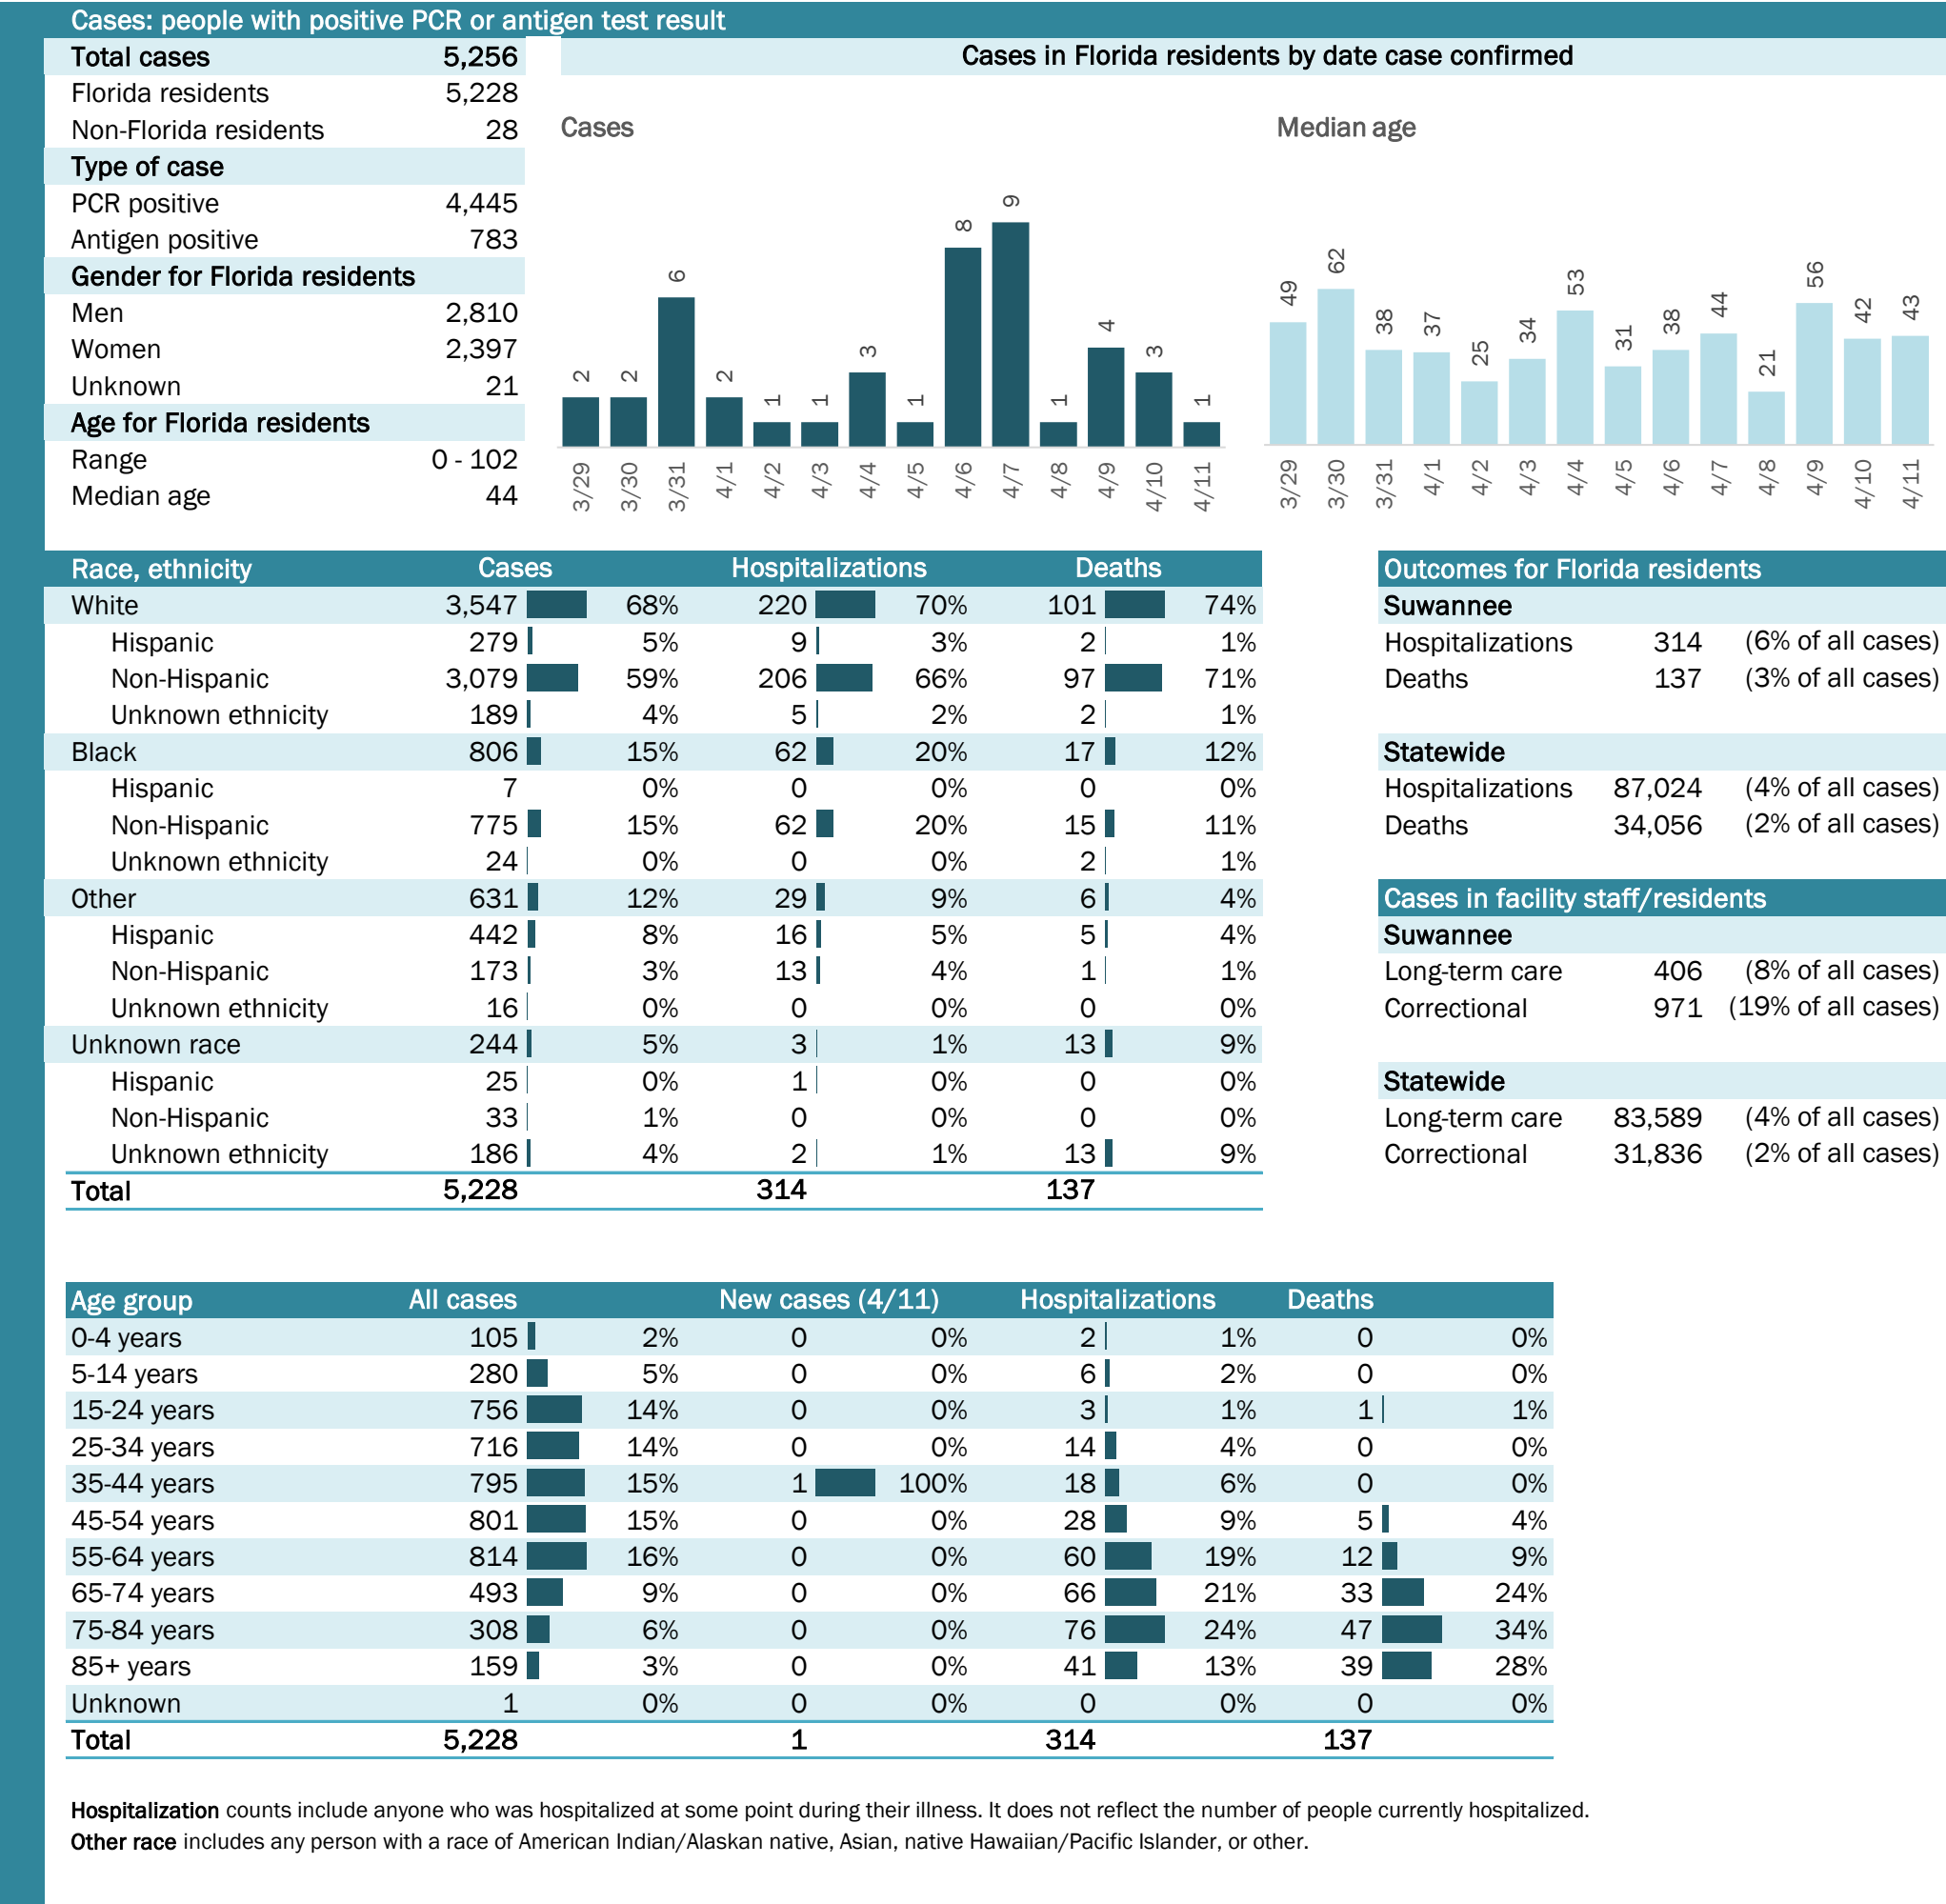 Cases: people with positive PCR or antigen test result
Total cases 5,256
Florida residents 5,228
Non-Florida residents 28
Type of case
PCR positive 4,445
Antigen positive 783
Gender for Florida residents
Men 2,810
Women 2,397
Unknown 21
Age for Florida residents
Range 0 - 102
Median age 44
Cases in Florida residents by date case confirmed
Cases
2 2 6 2 1 1 3 1 8 9 1 4 3 1
3/29 3/30 3/31 4/1 4/2 4/3 4/4 4/5 4/6 4/7 4/8 4/9 4/10 4/11
Median age
49 62 38 37 25 34 53 31 38 44 21 56 42 43
3/29 3/30 3/31 4/1 4/2 4/3 4/4 4/5 4/6 4/7 4/8 4/9 4/10 4/11
Race, ethnicity Cases Hospitalizations Deaths
White 3,547 68% 220 70% 101 74%
Hispanic 279 5% 9 3% 2 1%
Non-Hispanic 3,079 59% 206 66% 97 71%
Unknown ethnicity 189 4% 5 2% 2 1%
Black 806 15% 62 20% 17 12%
Hispanic 7 0% 0 0% 0 0%
Non-Hispanic 775 15% 62 20% 15 11%
Unknown ethnicity 24 0% 0 0% 2 1%
Other 631 12% 29 9% 6 4%
Hispanic 442 8% 16 5% 5 4%
Non-Hispanic 173 3% 13 4% 1 1%
Unknown ethnicity 16 0% 0 0% 0 0%
Unknown race 244 5% 3 1% 13 9%
Hispanic 25 0% 1 0% 0 0%
Non-Hispanic 33 1% 0 0% 0 0%
Unknown ethnicity 186 4% 2 1% 13 9%
Total 5,228 314 137
Outcomes for Florida residents
Suwannee
Hospitalizations 314 (6% of all cases)
Deaths 137 (3% of all cases)
Statewide
Hospitalizations 87,024 (4% of all cases)
Deaths 34,056 (2% of all cases)
Cases in facility staff/residents
Suwannee
Long-term care 406 (8% of all cases)
Correctional 971 (19% of all cases)
Statewide
Long-term care 83,589 (4% of all cases)
Correctional 31,836 (2% of all cases)
Age group All cases New cases (4/11) Hospitalizations Deaths
0-4 years 105 2% 0 0% 2 1% 0 0%
5-14 years 280 5% 0 0% 6 2% 0 0%
15-24 years 756 14% 0 0% 3 1% 1 1%
25-34 years 716 14% 0 0% 14 4% 0 0%
35-44 years 795 15% 1 100% 18 6% 0 0%
45-54 years 801 15% 0 0% 28 9% 5 4%
55-64 years 814 16% 0 0% 60 19% 12 9%
65-74 years 493 9% 0 0% 66 21% 33 24%
75-84 years 308 6% 0 0% 76 24% 47 34%
85+ years 159 3% 0 0% 41 13% 39 28%
Unknown 1 0% 0 0% 0 0% 0 0%
Total 5,228 1 314 137
Hospitalization counts include anyone who was hospitalized at some point during their illness. It does not reflect the number of people currently hospitalized.
Other race includes any person with a race of American Indian/Alaskan native, Asian, native Hawaiian/Pacific Islander, or other.